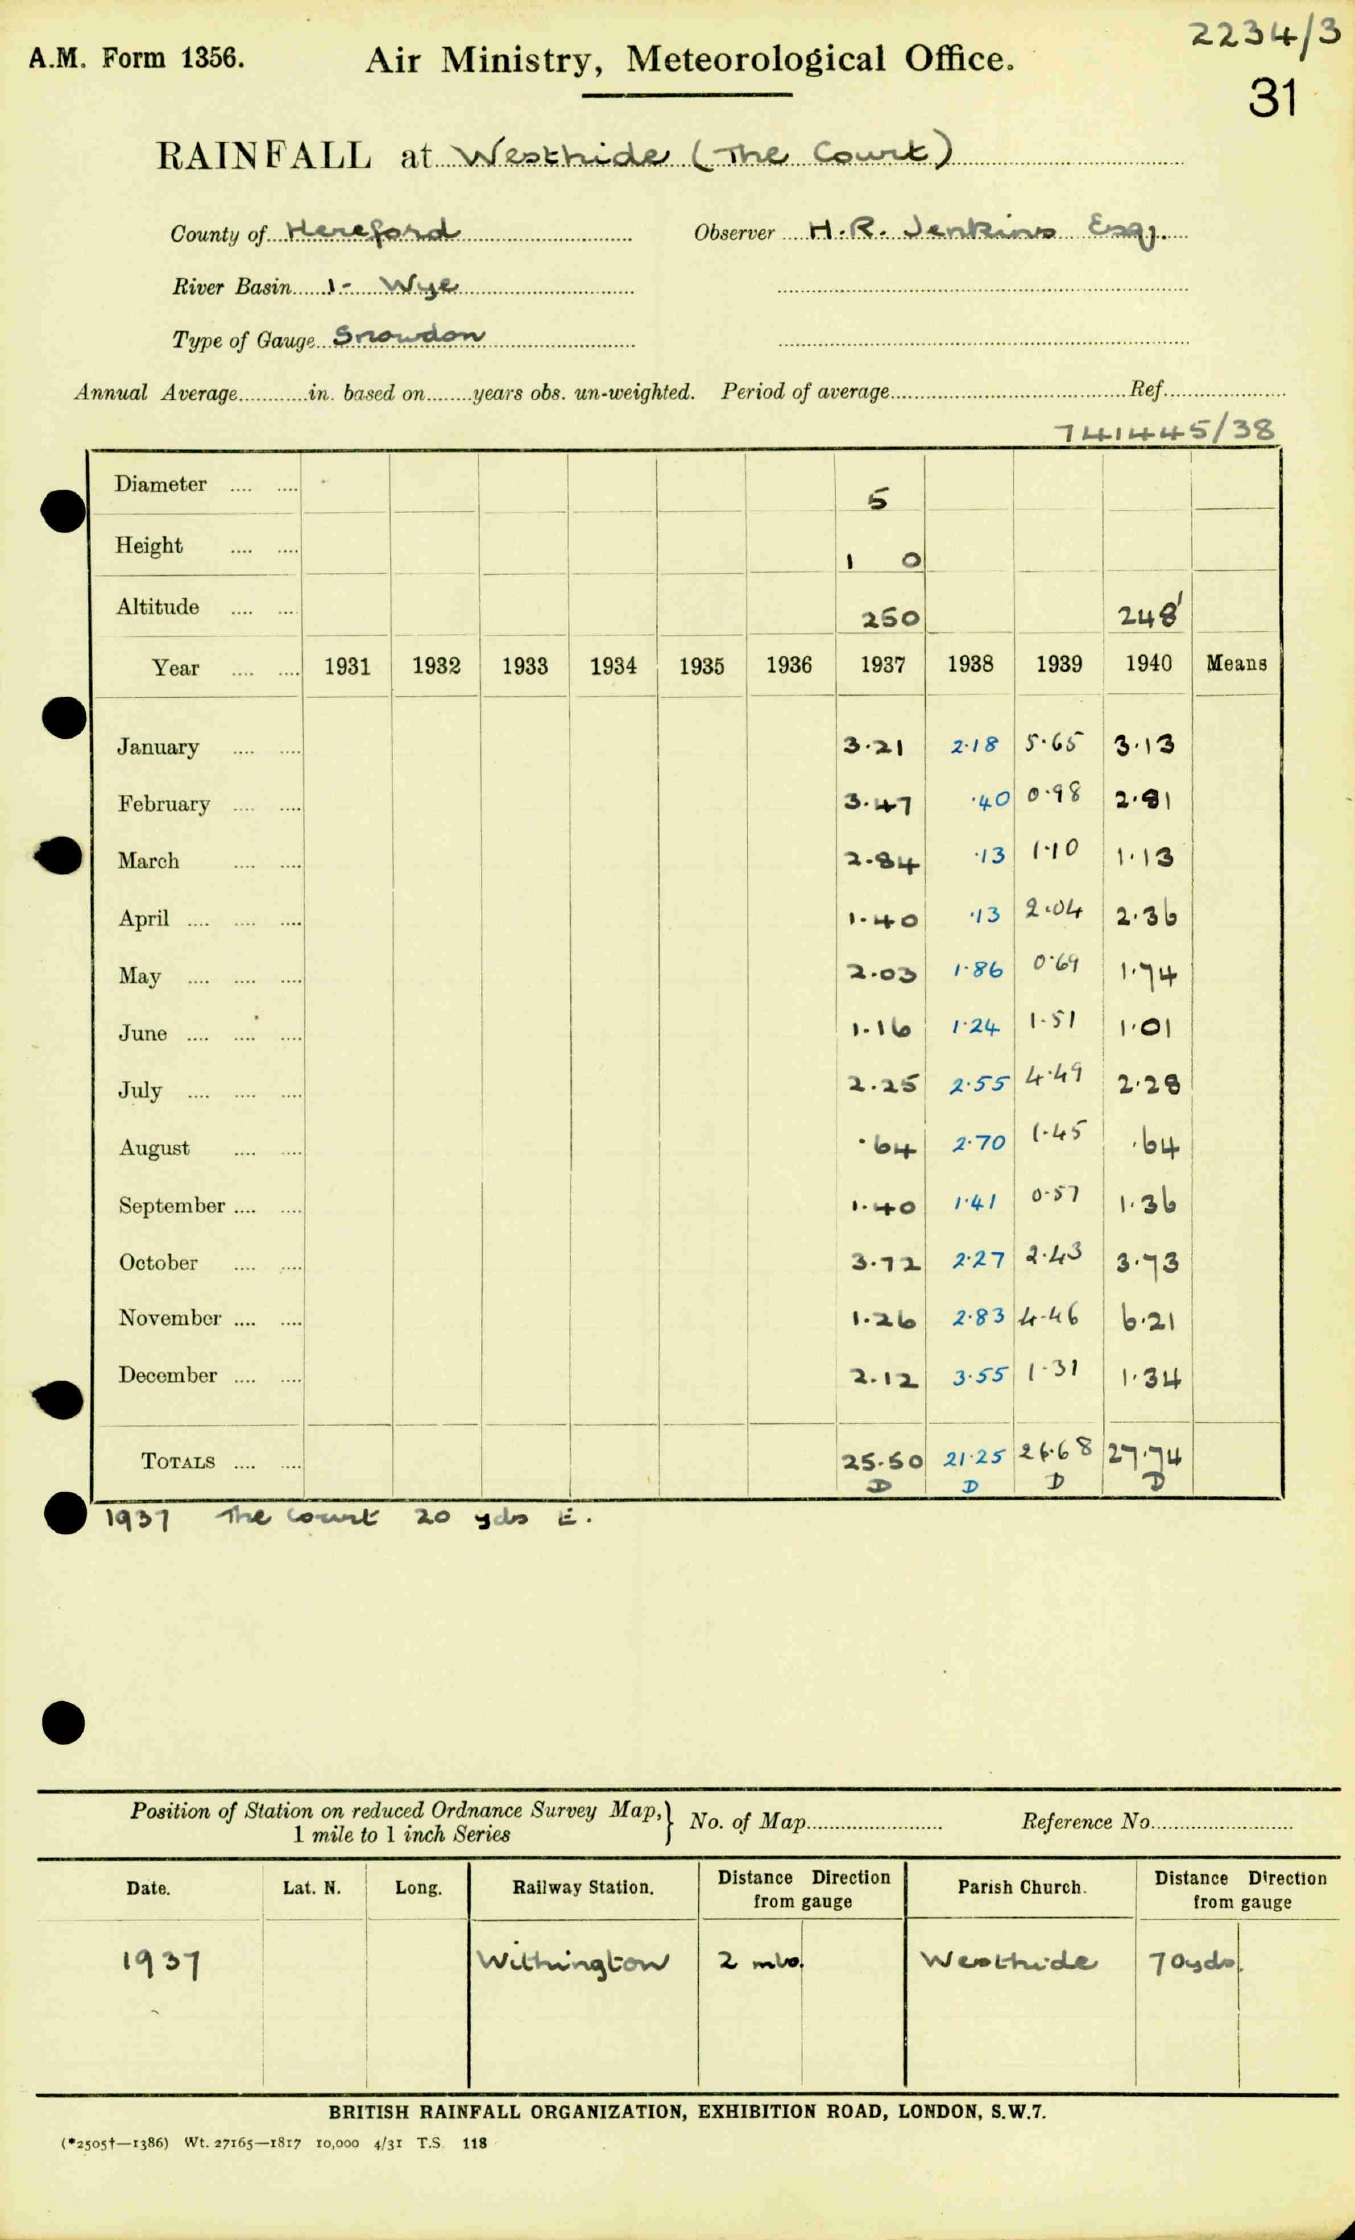 2234/3
A.M. Form 1356. Air Ministry, Meteorological Office.
31
RAINFALL at Westhide (The Court)
County of Hereford Observer H.R. Jenkins Esq.
River Basin 1- Wye
Type of Gauge Snowdon
Annual Average............in. based on........years obs. un-weighted. Period of average............ Ref............
741445/38
Diameter .... .... 5
Height .... .... 1 0
Altitude .... .... 250 248'
Year .... .... 1931 1932 1933 1934 1935 1936 1937 1938 1939 1940 Means
January .... .... 3.21 2.18 5.65 3.13
February .... .... 3.47 .40 0.98 2.81
March .... .... 2.84 .13 1.10 1.13
April .... .... .... 1.40 .13 2.04 2.36
May .... .... .... 2.03 1.86 0.69 1.74
June .... .... .... 1.16 1.24 1.51 1.01
July .... .... .... 2.25 2.55 4.49 2.28
August .... .... .64 2.70 1.45 .64
September .... .... 1.40 1.41 0.57 1.36
October .... .... 3.72 2.27 2.43 3.73
November .... .... 1.26 2.83 4.46 6.21
December .... .... 2.12 3.55 1.31 1.34
TOTALS .... .... 25.50 21.25 26.68 27.74
D D D D
1937 The Court 20 yds E.
Position of Station on reduced Ordnance Survey Map,} No. of Map............ Reference No............
1 mile to 1 inch Series
Date. Lat. N. Long. Railway Station. Distance Direction from gauge Parish Church. Distance Direction from gauge
1937 Withington 2 mls. Westhide 70yds.
BRITISH RAINFALL ORGANIZATION, EXHIBITION ROAD, LONDON, S.W.7.
(*2505†—1386) Wt. 27165—1817 10,000 4/31 T.S. 118